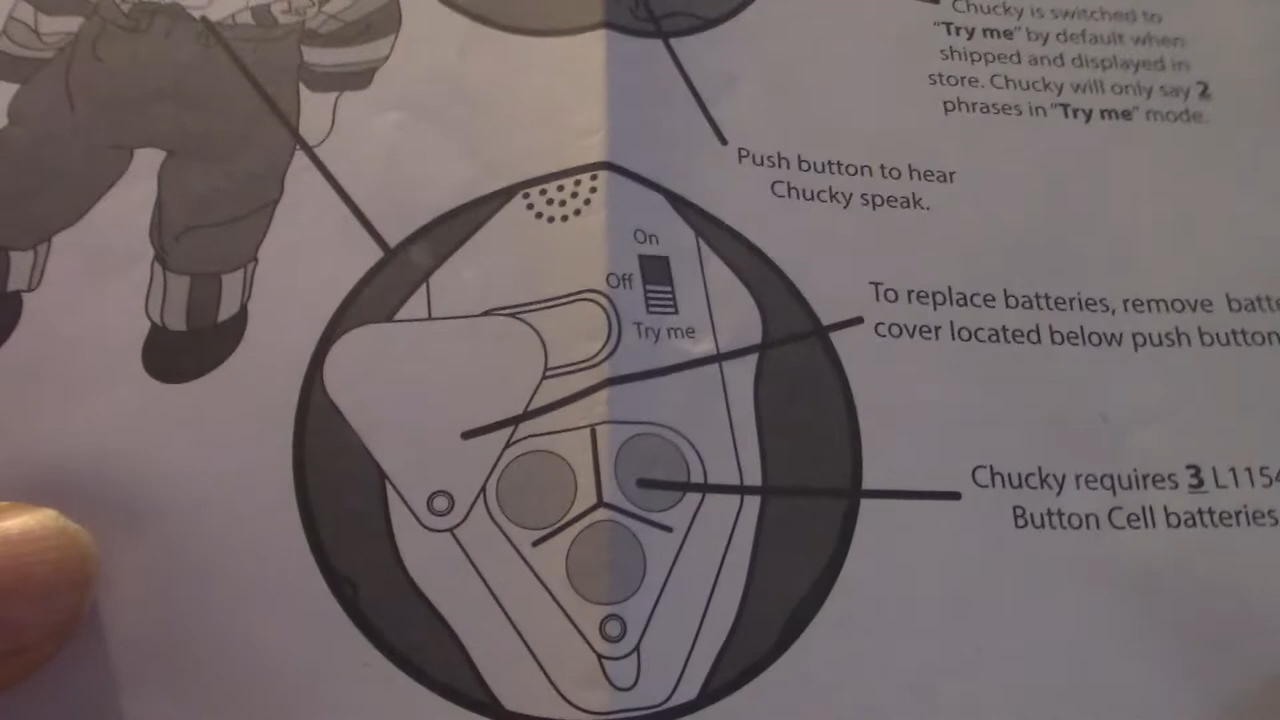 Chucky is switched to
"Try me" by default when
shipped and displayed in
store. Chucky will only say 2
phrases in "Try me" mode.
Push button to hear
Chucky speak.
On
Off
Try me
To replace batteries, remove
cover located below push button
Chucky requires 3 L1154
Button Cell batteries